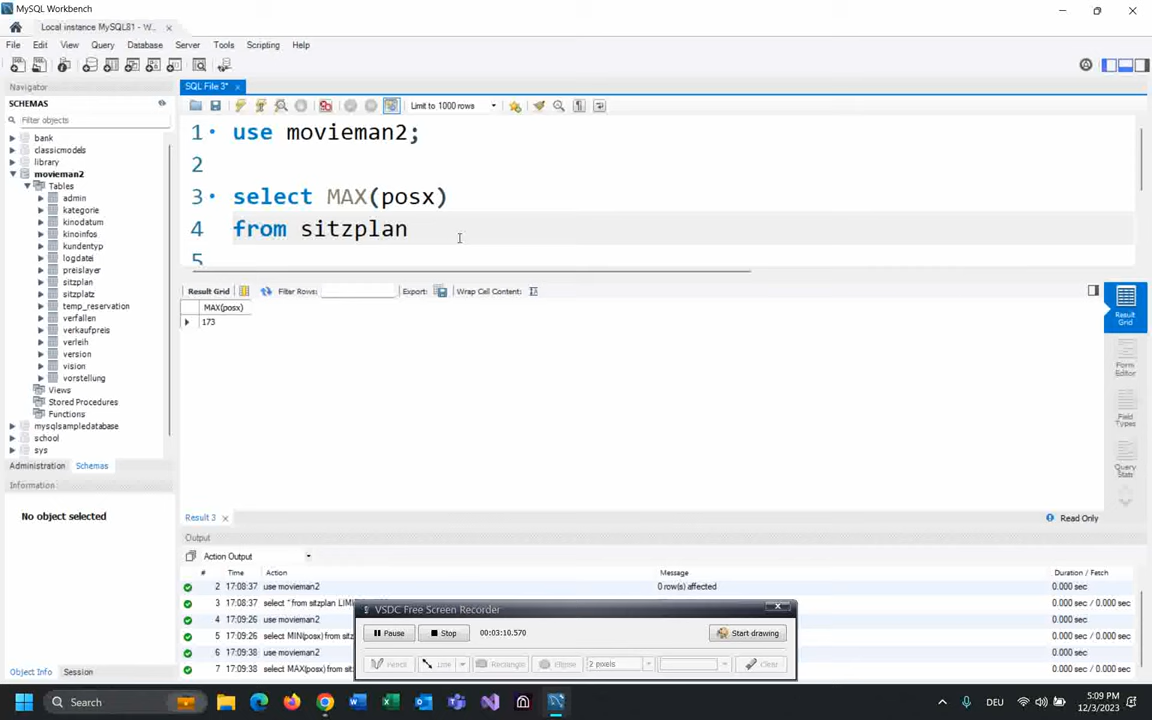 MySQL Workbench
Local instance MySQL81 - W... ×
File Edit View Query Database Server Tools Scripting Help
Navigator
SCHEMAS
Filter objects
bank
classicmodels
library
movieman2
Tables
admin
kategorie
kinodatum
kinoinfos
kundentyp
logdatei
preislayer
sitzplan
sitzplatz
temp_reservation
verfallen
verkaufpreis
verleih
version
vision
vorstellung
Views
Stored Procedures
Functions
mysqlsampledatabase
school
sys
Administration Schemas
Information
No object selected
Object Info Session
SQL File 3* ×
Limit to 1000 rows
1 use movieman2;
2
3 select MAX(posx)
4 from sitzplan
5
Result Grid Filter Rows: Export: Wrap Cell Content:
MAX(posx)
173
Result Grid
Form Editor
Field Types
Query Stats
Result 3 × Read Only
Output
Action Output
# Time Action Message Duration / Fetch
2 17:08:37 use movieman2 0 row(s) affected 0.000 sec
3 17:08:37 select * from sitzplan LIMI 0.000 sec / 0.000 sec
4 17:09:26 use movieman2 0.000 sec
5 17:09:26 select MIN(posx) from sitz 0.000 sec / 0.000 sec
6 17:09:38 use movieman2 0.000 sec
7 17:09:38 select MAX(posx) from sit 0.000 sec / 0.000 sec
VSDC Free Screen Recorder
Pause Stop 00:03:10.570 Start drawing
Pencil Line Rectangle Ellipse 2 pixels Clear
Search
DEU
5:09 PM
12/3/2023